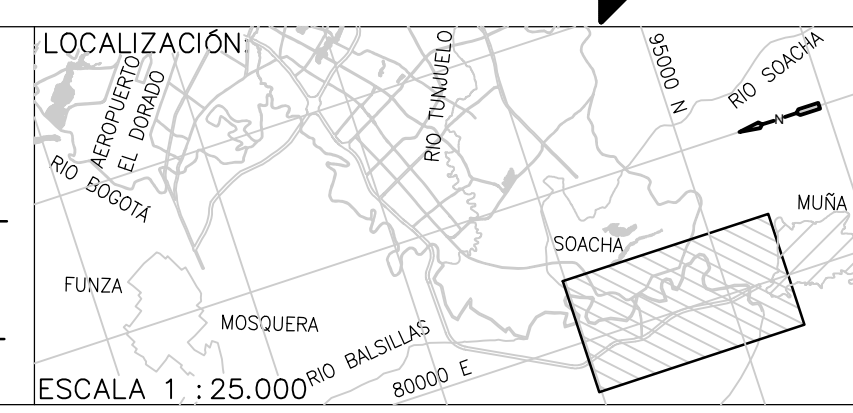 LOCALIZACIÓN:
AEROPUERTO
EL DORADO
RIO BOGOTÁ
RIO TUNJUELO
95000 N
RIO SOACHA
N
MUÑA
SOACHA
FUNZA
MOSQUERA
RIO BALSILLAS
80000 E
ESCALA 1 : 25.000